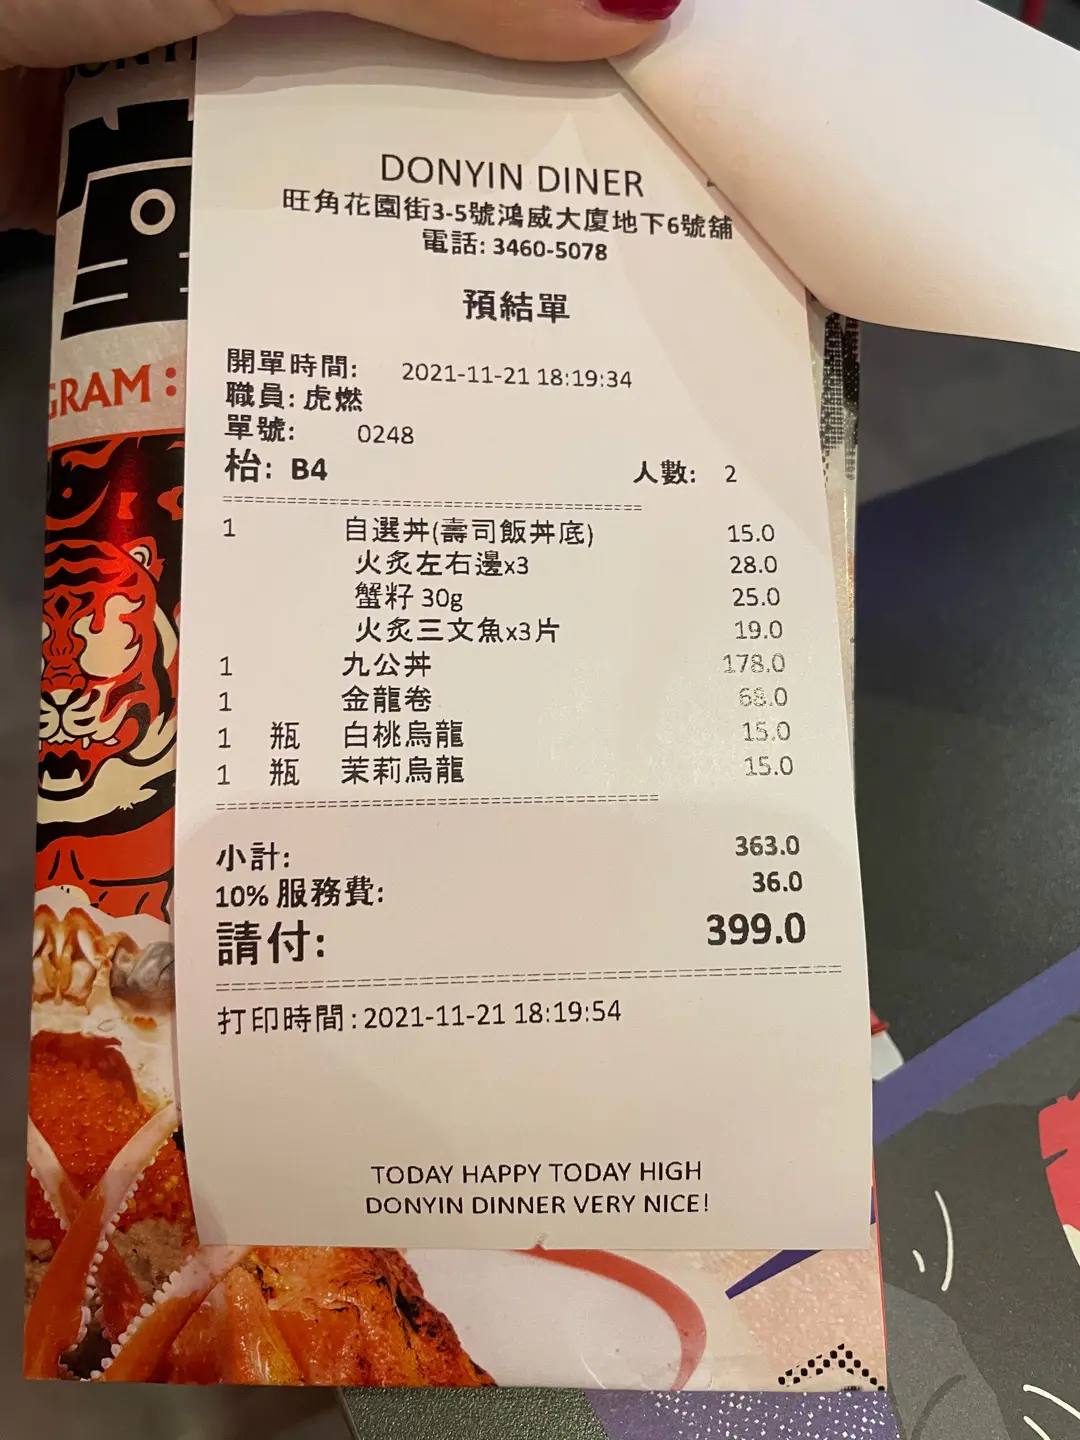 DONYIN DINER
旺角花園街3-5號鴻威大廈地下6號舖
電話: 3460-5078
預結單
開單時間: 2021-11-21 18:19:34
職員: 虎燃
單號: 0248
枱: B4 人數: 2
1 自選丼(壽司飯丼底) 15.0
火炙左右邊x3 28.0
蟹籽 30g 25.0
火炙三文魚x3片 19.0
1 九公丼 178.0
1 金龍卷 68.0
1 瓶 白桃烏龍 15.0
1 瓶 茉莉烏龍 15.0
小計: 363.0
10% 服務費: 36.0
請付: 399.0
打印時間:2021-11-21 18:19:54
TODAY HAPPY TODAY HIGH
DONYIN DINNER VERY NICE!
GRAM: